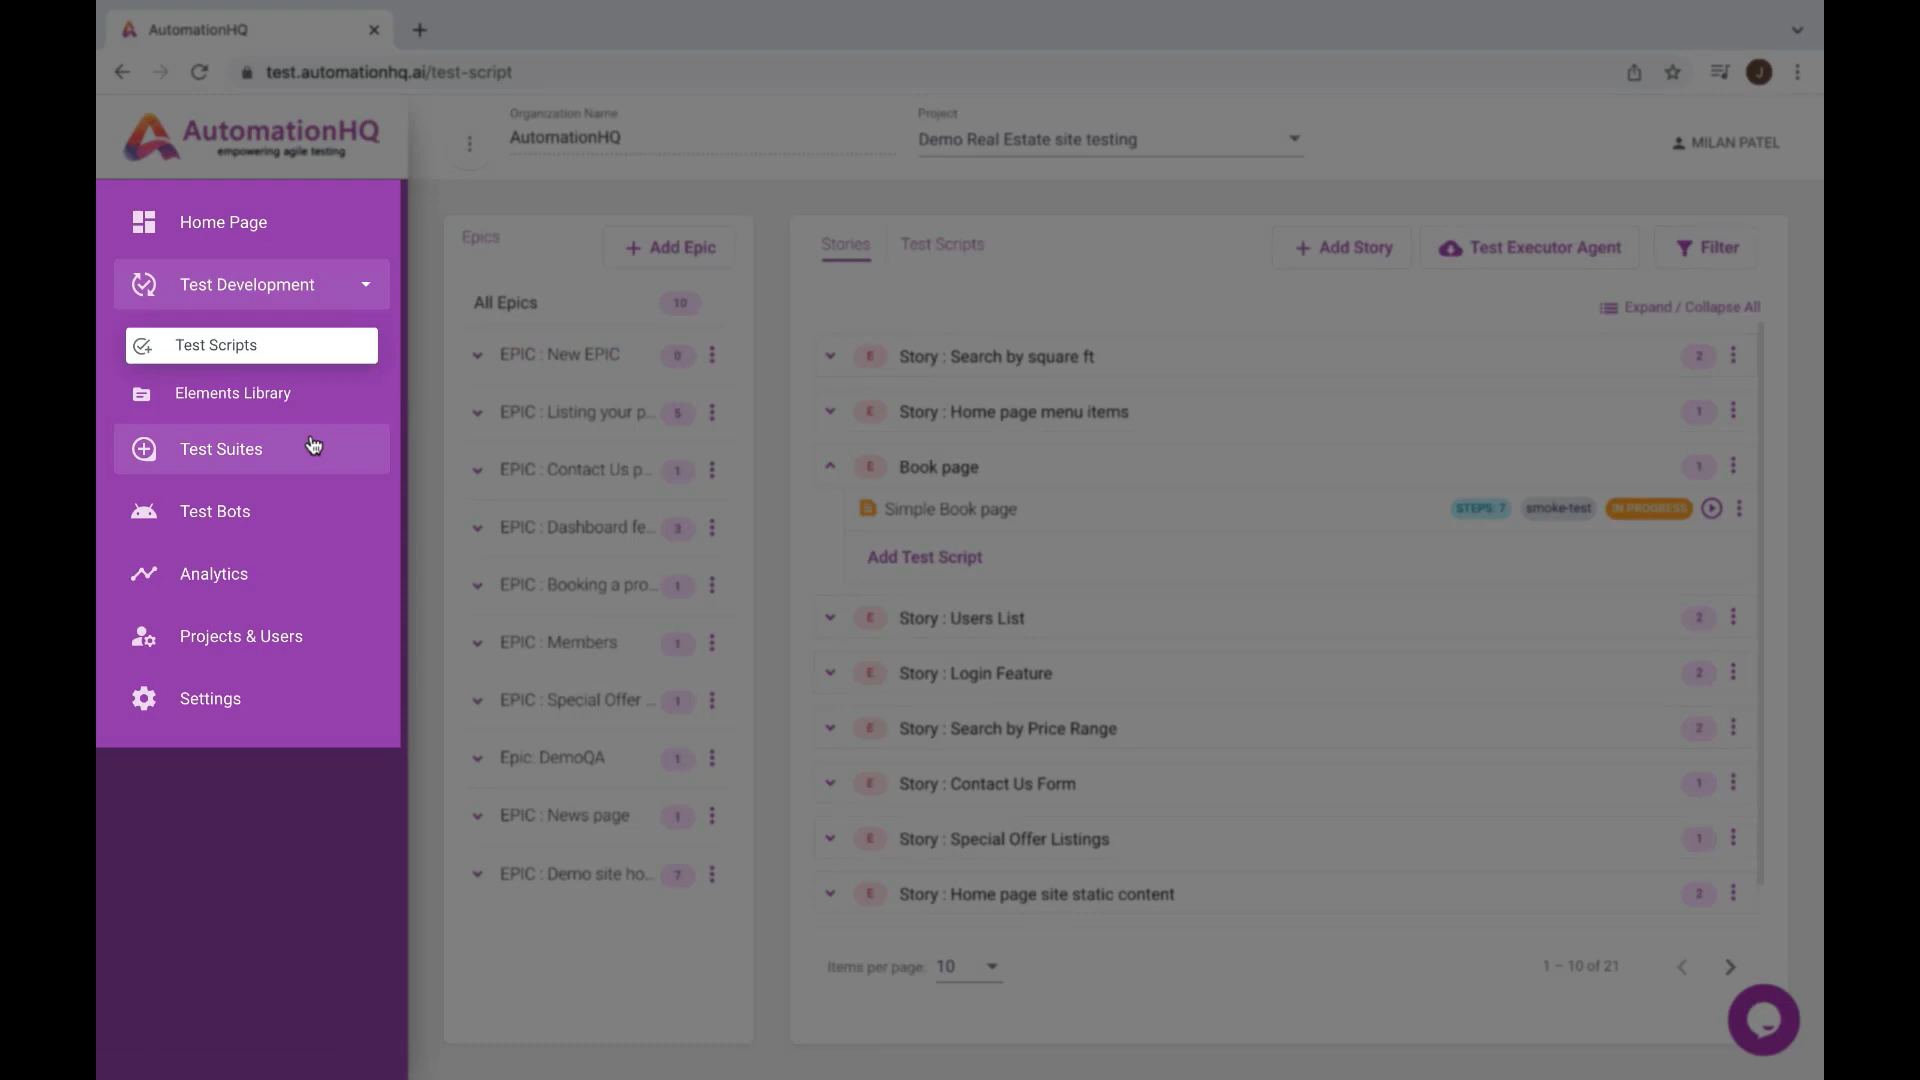 AutomationHQ
test.automationhq.ai/test-script
J
AutomationHQ
empowering agile testing
Organization Name
AutomationHQ
Project
Demo Real Estate site testing
MILAN PATEL
Home Page
Test Development
Test Scripts
Elements Library
Test Suites
Test Bots
Analytics
Projects & Users
Settings
Epics
Add Epic
All Epics 10
EPIC : New EPIC 0
EPIC : Listing your p... 5
EPIC : Contact Us p... 1
EPIC : Dashboard fe... 3
EPIC : Booking a pro... 1
EPIC : Members 1
EPIC : Special Offer ... 1
Epic: DemoQA 1
EPIC : News page 1
EPIC : Demo site ho... 7
Stories
Test Scripts
Add Story
Test Executor Agent
Filter
Expand / Collapse All
E Story : Search by square ft 2
E Story : Home page menu items 1
E Book page 1
Simple Book page STEPS: 7 smoke-test IN PROGRESS
Add Test Script
E Story : Users List 2
E Story : Login Feature 2
E Story : Search by Price Range 2
E Story : Contact Us Form 1
E Story : Special Offer Listings 1
E Story : Home page site static content 2
Items per page: 10
1 – 10 of 21